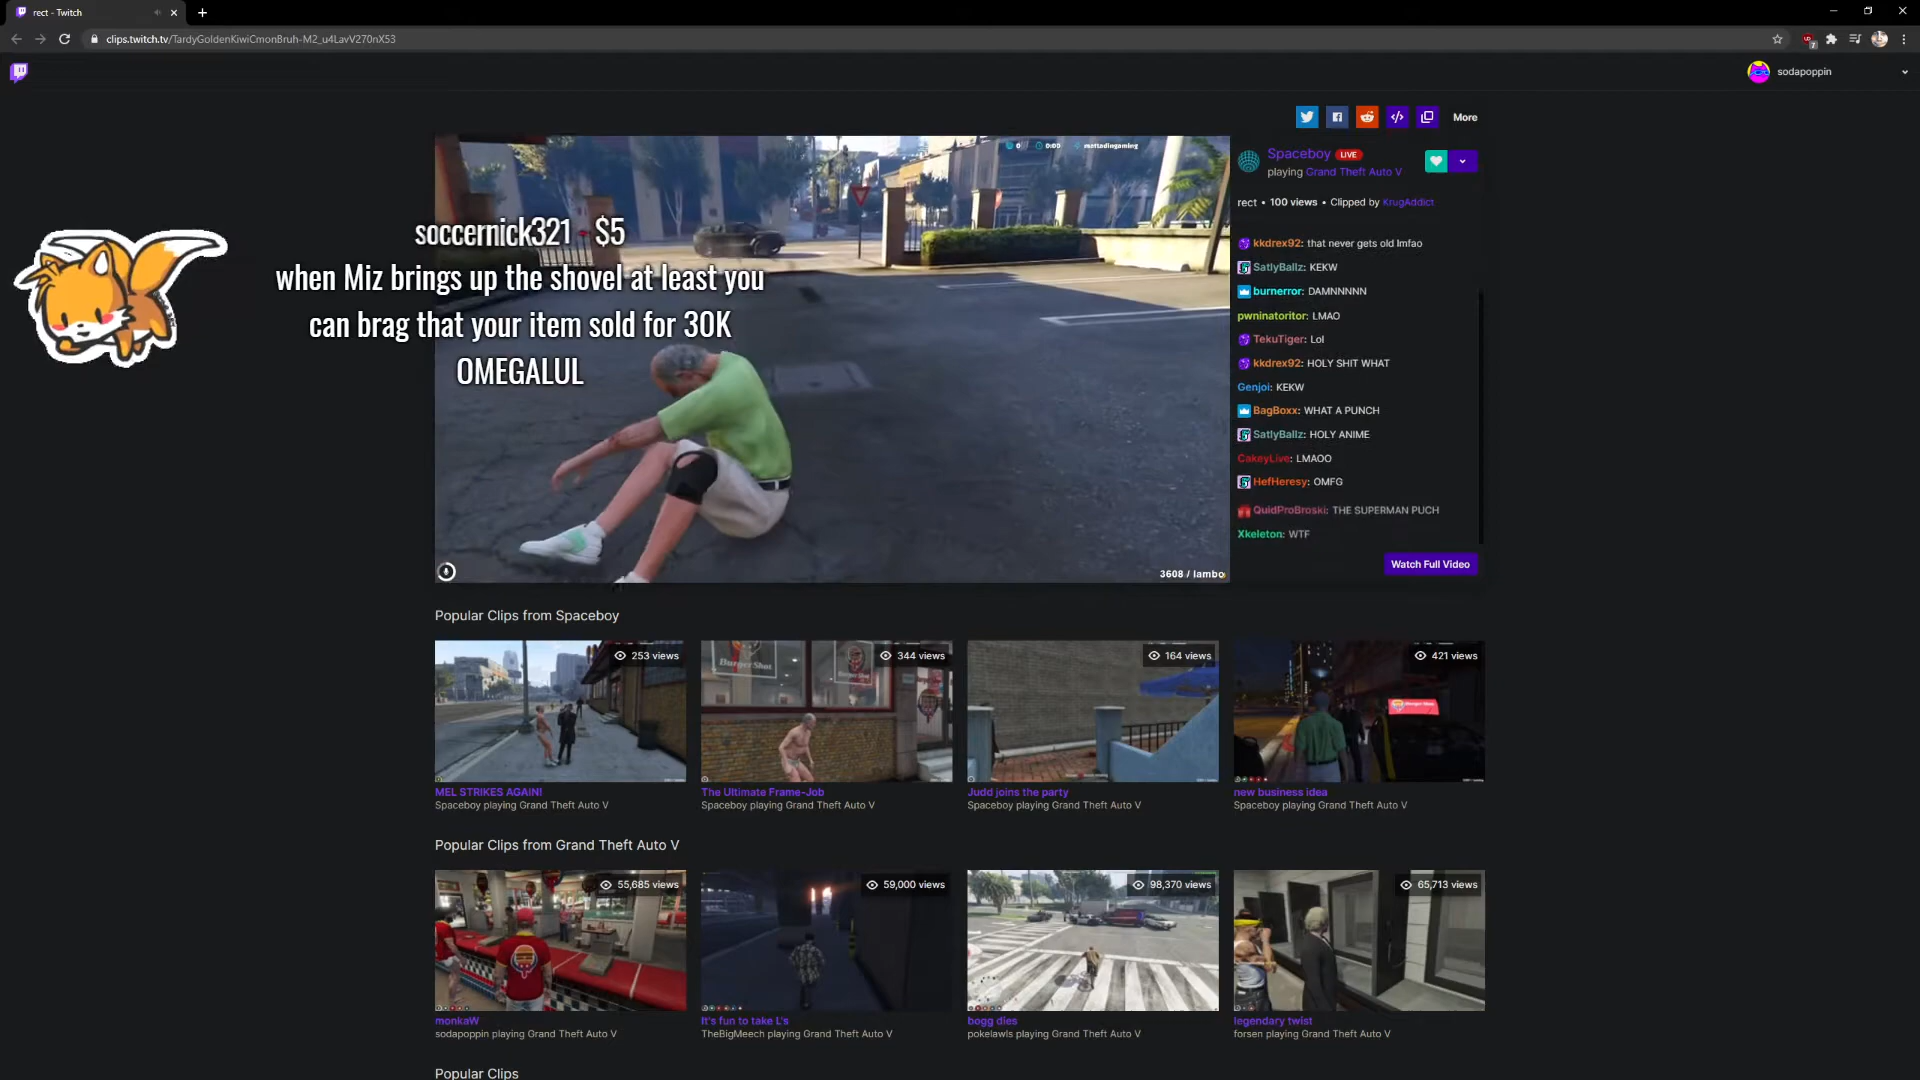 rect - Twitch
clips.twitch.tv/TardyGoldenKiwiCmonBruh-M2_u4LavV270nX53
sodapoppin
More
0
0:00
mattadingaming
Spaceboy LIVE
playing Grand Theft Auto V
rect • 100 views • Clipped by KrugAddict
soccernick321 - $5
when Miz brings up the shovel at least you
can brag that your item sold for 30K
OMEGALUL
kkdrex92: that never gets old lmfao
SatlyBallz: KEKW
burnerror: DAMNNNNN
pwninatoritor: LMAO
TekuTiger: Lol
kkdrex92: HOLY SHIT WHAT
Genjoi: KEKW
BagBoxx: WHAT A PUNCH
SatlyBallz: HOLY ANIME
CakeyLive: LMAOO
HefHeresy: OMFG
QuidProBroski: THE SUPERMAN PUCH
Xkeleton: WTF
3608 / lambo
Watch Full Video
Popular Clips from Spaceboy
253 views
BurgerShot
344 views
164 views
421 views
MEL STRIKES AGAIN!
Spaceboy playing Grand Theft Auto V
The Ultimate Frame-Job
Spaceboy playing Grand Theft Auto V
Judd joins the party
Spaceboy playing Grand Theft Auto V
new business idea
Spaceboy playing Grand Theft Auto V
Popular Clips from Grand Theft Auto V
55,685 views
59,000 views
98,370 views
65,713 views
monkaW
sodapoppin playing Grand Theft Auto V
It's fun to take L's
TheBigMeech playing Grand Theft Auto V
bogg dies
pokelawls playing Grand Theft Auto V
legendary twist
forsen playing Grand Theft Auto V
Popular Clips